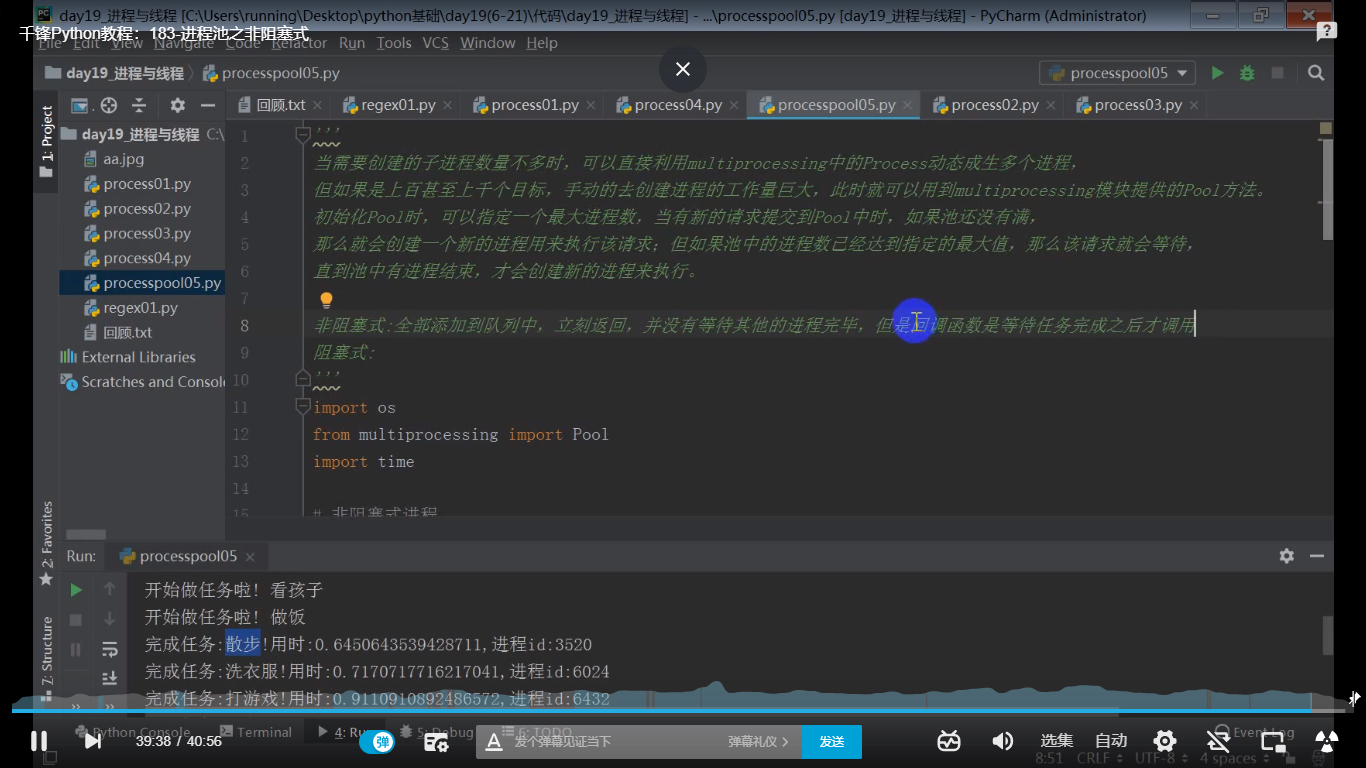 day19_进程与线程 [C:\Users\running\Desktop\python基础\day19(6-21)\代码\day19_进程与线程] - ...\processpool05.py [day19_进程与线程] - PyCharm (Administrator)
千锋Python教程：183-进程池之非阻塞式
File Edit View Navigate Code Refactor Run Tools VCS Window Help
day19_进程与线程 processpool05.py
processpool05
回顾.txt regex01.py process01.py process04.py processpool05.py process02.py process03.py
1: Project
day19_进程与线程 C:\
aa.jpg
process01.py
process02.py
process03.py
process04.py
processpool05.py
regex01.py
回顾.txt
External Libraries
Scratches and Consol
1 '''
2 当需要创建的子进程数量不多时，可以直接利用multiprocessing中的Process动态成生多个进程，
3 但如果是上百甚至上千个目标，手动的去创建进程的工作量巨大，此时就可以用到multiprocessing模块提供的Pool方法。
4 初始化Pool时，可以指定一个最大进程数，当有新的请求提交到Pool中时，如果池还没有满，
5 那么就会创建一个新的进程用来执行该请求；但如果池中的进程数已经达到指定的最大值，那么该请求就会等待，
6 直到池中有进程结束，才会创建新的进程来执行。
7
8 非阻塞式:全部添加到队列中，立刻返回，并没有等待其他的进程完毕，但是回调函数是等待任务完成之后才调用
9 阻塞式:
10 '''
11 import os
12 from multiprocessing import Pool
13 import time
14
15 # 非阻塞式进程
2: Favorites
7: Structure
Run: processpool05
开始做任务啦! 看孩子
开始做任务啦! 做饭
完成任务:散步!用时:0.6450643539428711,进程id:3520
完成任务:洗衣服!用时:0.7170717716217041,进程id:6024
完成任务:打游戏!用时:0.9110910892486572,进程id:6432
Python Console Terminal 4: Ru 5: Debug 6: TODO Event Log
39:38 / 40:56 弹 发个弹幕见证当下 弹幕礼仪 发送 选集 自动
8:51 CRLF UTF-8 4 spaces